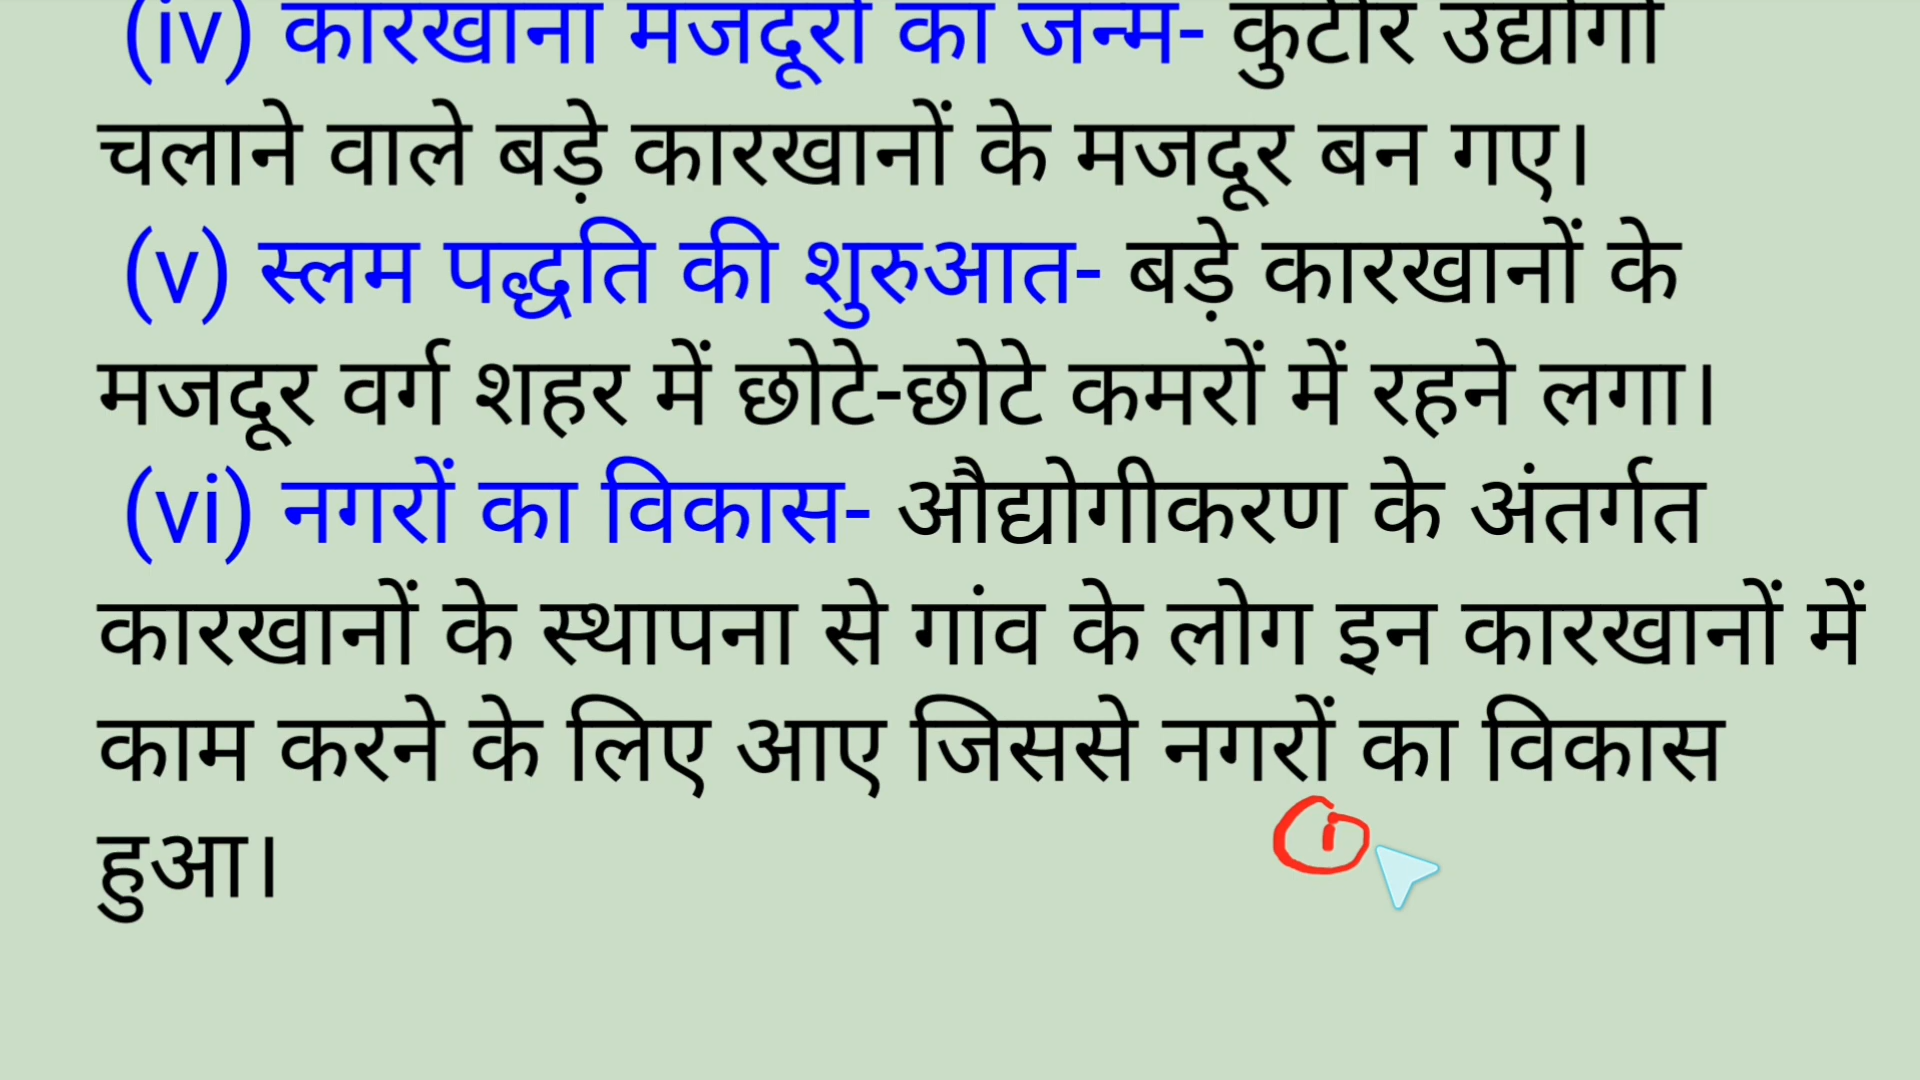 (iv) कारखाना मजदूरों का जन्म- कुटीर उद्योगों
चलाने वाले बड़े कारखानों के मजदूर बन गए।
(v) स्लम पद्धति की शुरुआत- बड़े कारखानों के
मजदूर वर्ग शहर में छोटे-छोटे कमरों में रहने लगा।
(vi) नगरों का विकास- औद्योगीकरण के अंतर्गत
कारखानों के स्थापना से गांव के लोग इन कारखानों में
काम करने के लिए आए जिससे नगरों का विकास
हुआ।